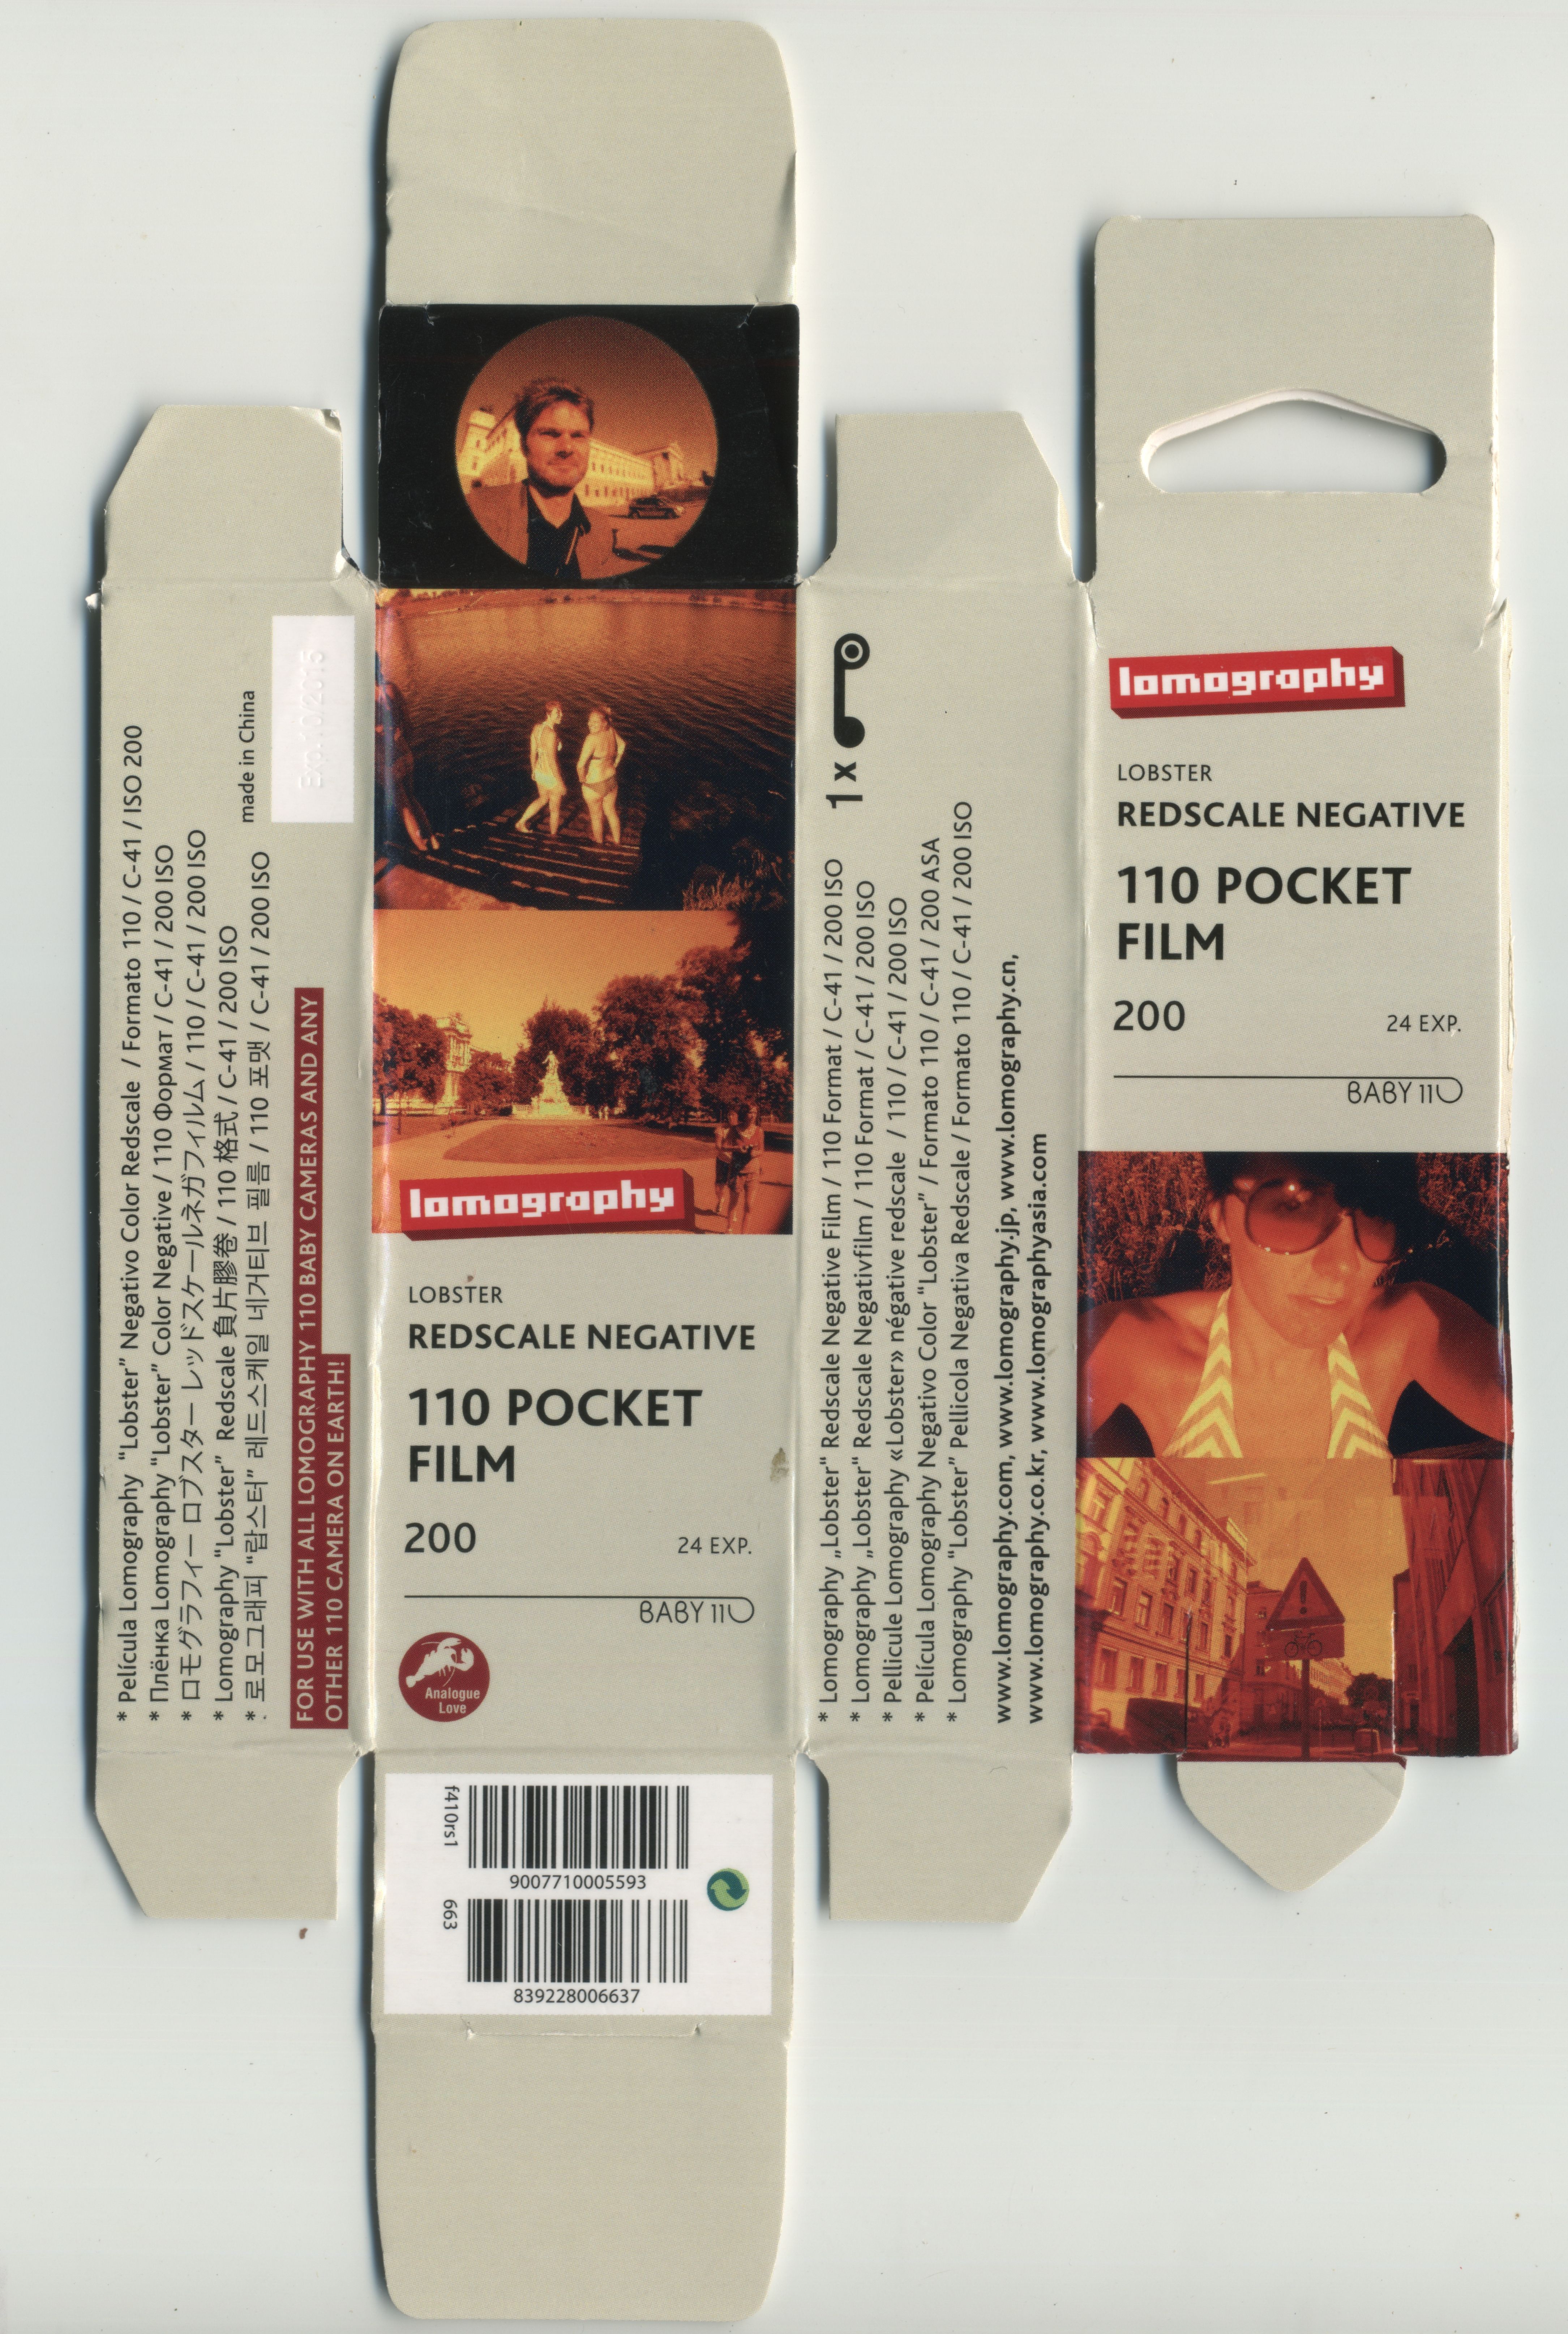 * Película Lomography “Lobster” Negativo Color Redscale / Formato 110 / C-41 / ISO 200
* Плёнка Lomography “Lobster” Color Negative / 110 Формат / C-41 / 200 ISO
* ロモグラフィー ロブスター レッドスケールネガフィルム / 110 / C-41 / 200 ISO
* Lomography “Lobster” Redscale 負片膠卷 / 110 格式 / C-41 / 200 ISO
* 로모그래피 “랍스터” 레드스케일 네거티브 필름 / 110 포맷 / C-41 / 200 ISO
made in China
Exp. 10/2015
FOR USE WITH ALL LOMOGRAPHY 110 BABY CAMERAS AND ANY
OTHER 110 CAMERA ON EARTH!
lomography
LOBSTER
REDSCALE NEGATIVE
110 POCKET
FILM
200
24 EXP.
BABY 110
Analogue
Love
f410rs1
9007710005593
663
839228006637
1x
* Lomography „Lobster“ Redscale Negative Film / 110 Format / C-41 / 200 ISO
* Lomography „Lobster“ Redscale Negativfilm / 110 Format / C-41 / 200 ISO
* Pellicule Lomography «Lobster» négative redscale / 110 / C-41 / 200 ISO
* Película Lomography Negativo Color “Lobster” / Formato 110 / C-41 / 200 ASA
* Lomography “Lobster” Pellicola Negativa Redscale / Formato 110 / C-41 / 200 ISO
www.lomography.com, www.lomography.jp, www.lomography.cn,
www.lomography.co.kr, www.lomographyasia.com
lomography
LOBSTER
REDSCALE NEGATIVE
110 POCKET
FILM
200
24 EXP.
BABY 110